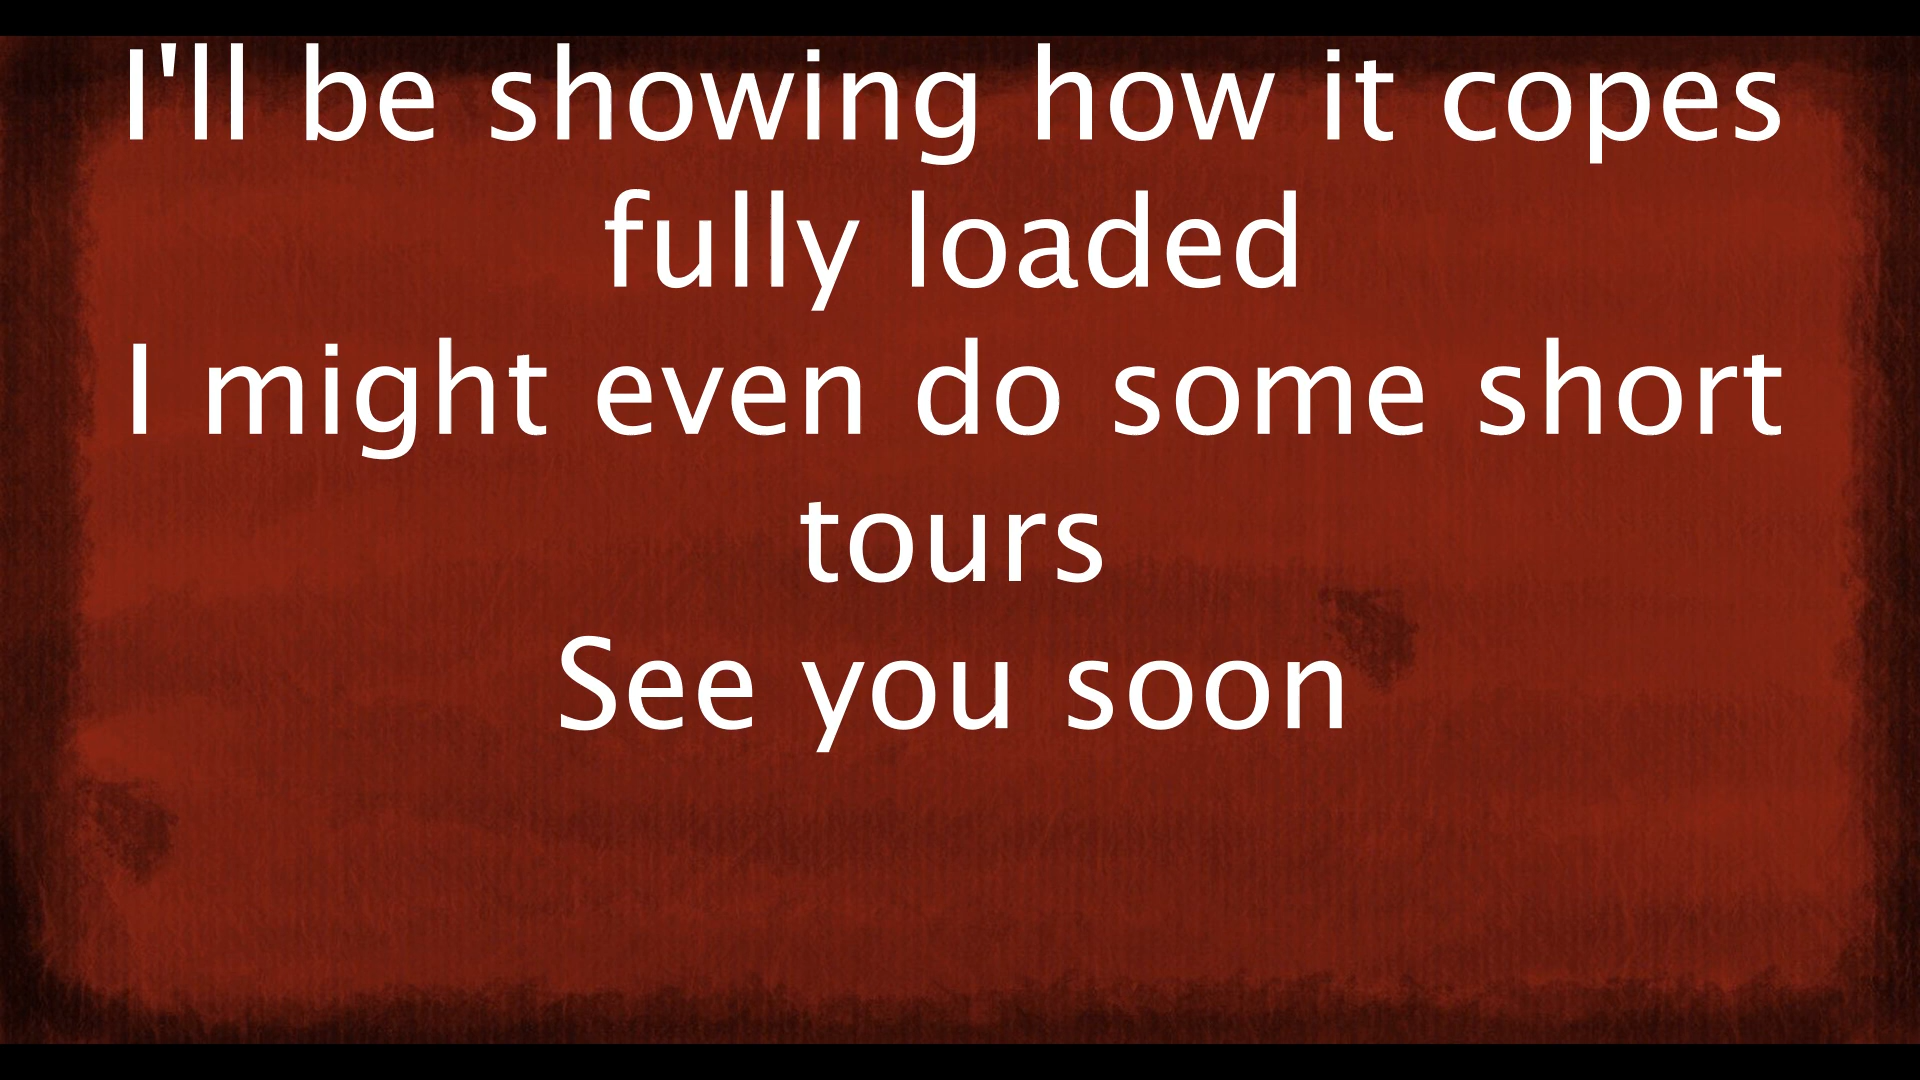 I'll be showing how it copes
fully loaded
I might even do some short
tours
See you soon